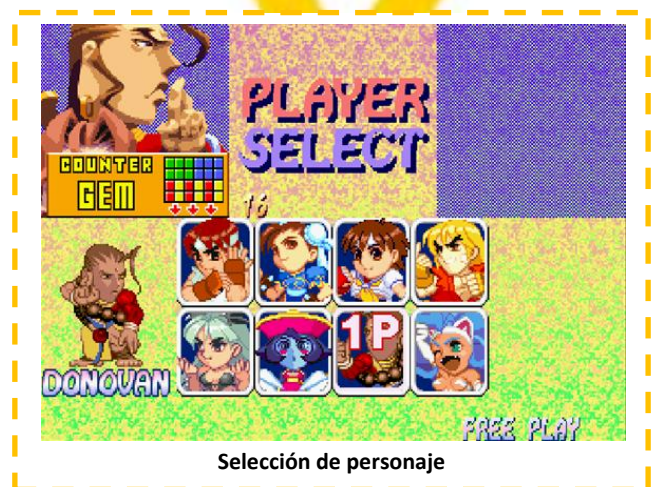 PLAYER
SELECT
COUNTER
GEM
16
1P
DONOVAN
FREE PLAY
Selección de personaje